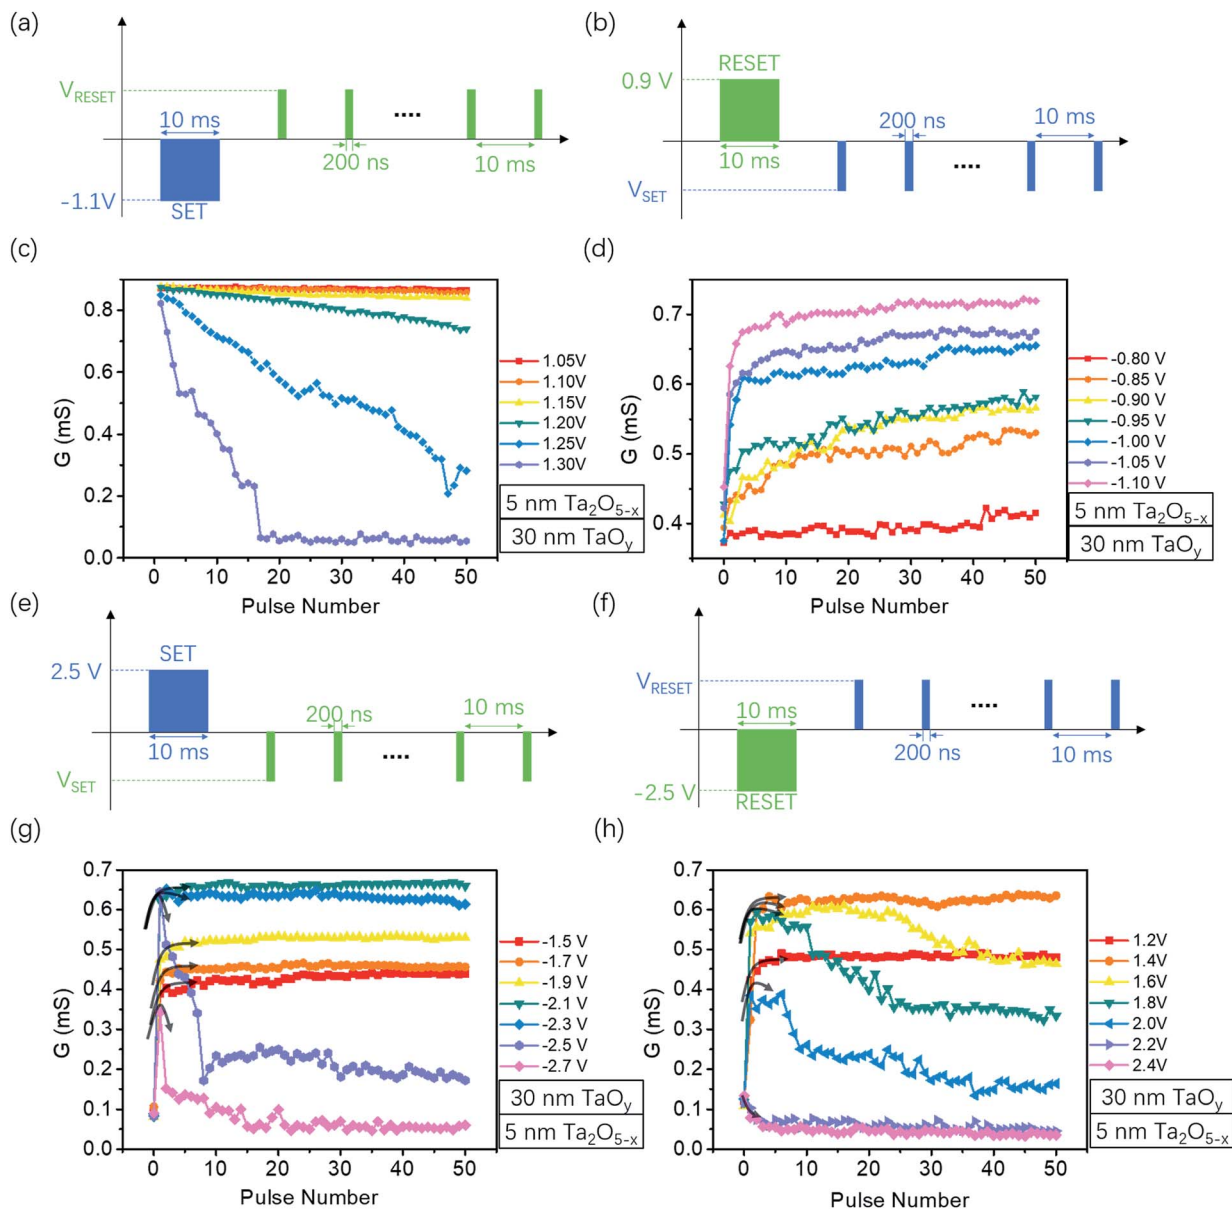 (a)
V_RESET
10 ms
200 ns
10 ms
-1.1V
SET
....
(b)
RESET
0.9 V
10 ms
200 ns
10 ms
V_SET
....
(c)
G (mS)
0.8
0.6
0.4
0.2
0.0
0 10 20 30 40 50
Pulse Number
1.05V
1.10V
1.15V
1.20V
1.25V
1.30V
5 nm Ta₂O₅₋ₓ
30 nm TaO_y
(d)
G (mS)
0.7
0.6
0.5
0.4
0 10 20 30 40 50
Pulse Number
-0.80 V
-0.85 V
-0.90 V
-0.95 V
-1.00 V
-1.05 V
-1.10 V
5 nm Ta₂O₅₋ₓ
30 nm TaO_y
(e)
SET
2.5 V
10 ms
200 ns
10 ms
V_SET
....
(f)
V_RESET
10 ms
200 ns
10 ms
-2.5 V
RESET
....
(g)
G (mS)
0.7
0.6
0.5
0.4
0.3
0.2
0.1
0.0
0 10 20 30 40 50
Pulse Number
-1.5 V
-1.7 V
-1.9 V
-2.1 V
-2.3 V
-2.5 V
-2.7 V
30 nm TaO_y
5 nm Ta₂O₅₋ₓ
(h)
G (mS)
0.7
0.6
0.5
0.4
0.3
0.2
0.1
0.0
0 10 20 30 40 50
Pulse Number
1.2V
1.4V
1.6V
1.8V
2.0V
2.2V
2.4V
30 nm TaO_y
5 nm Ta₂O₅₋ₓ